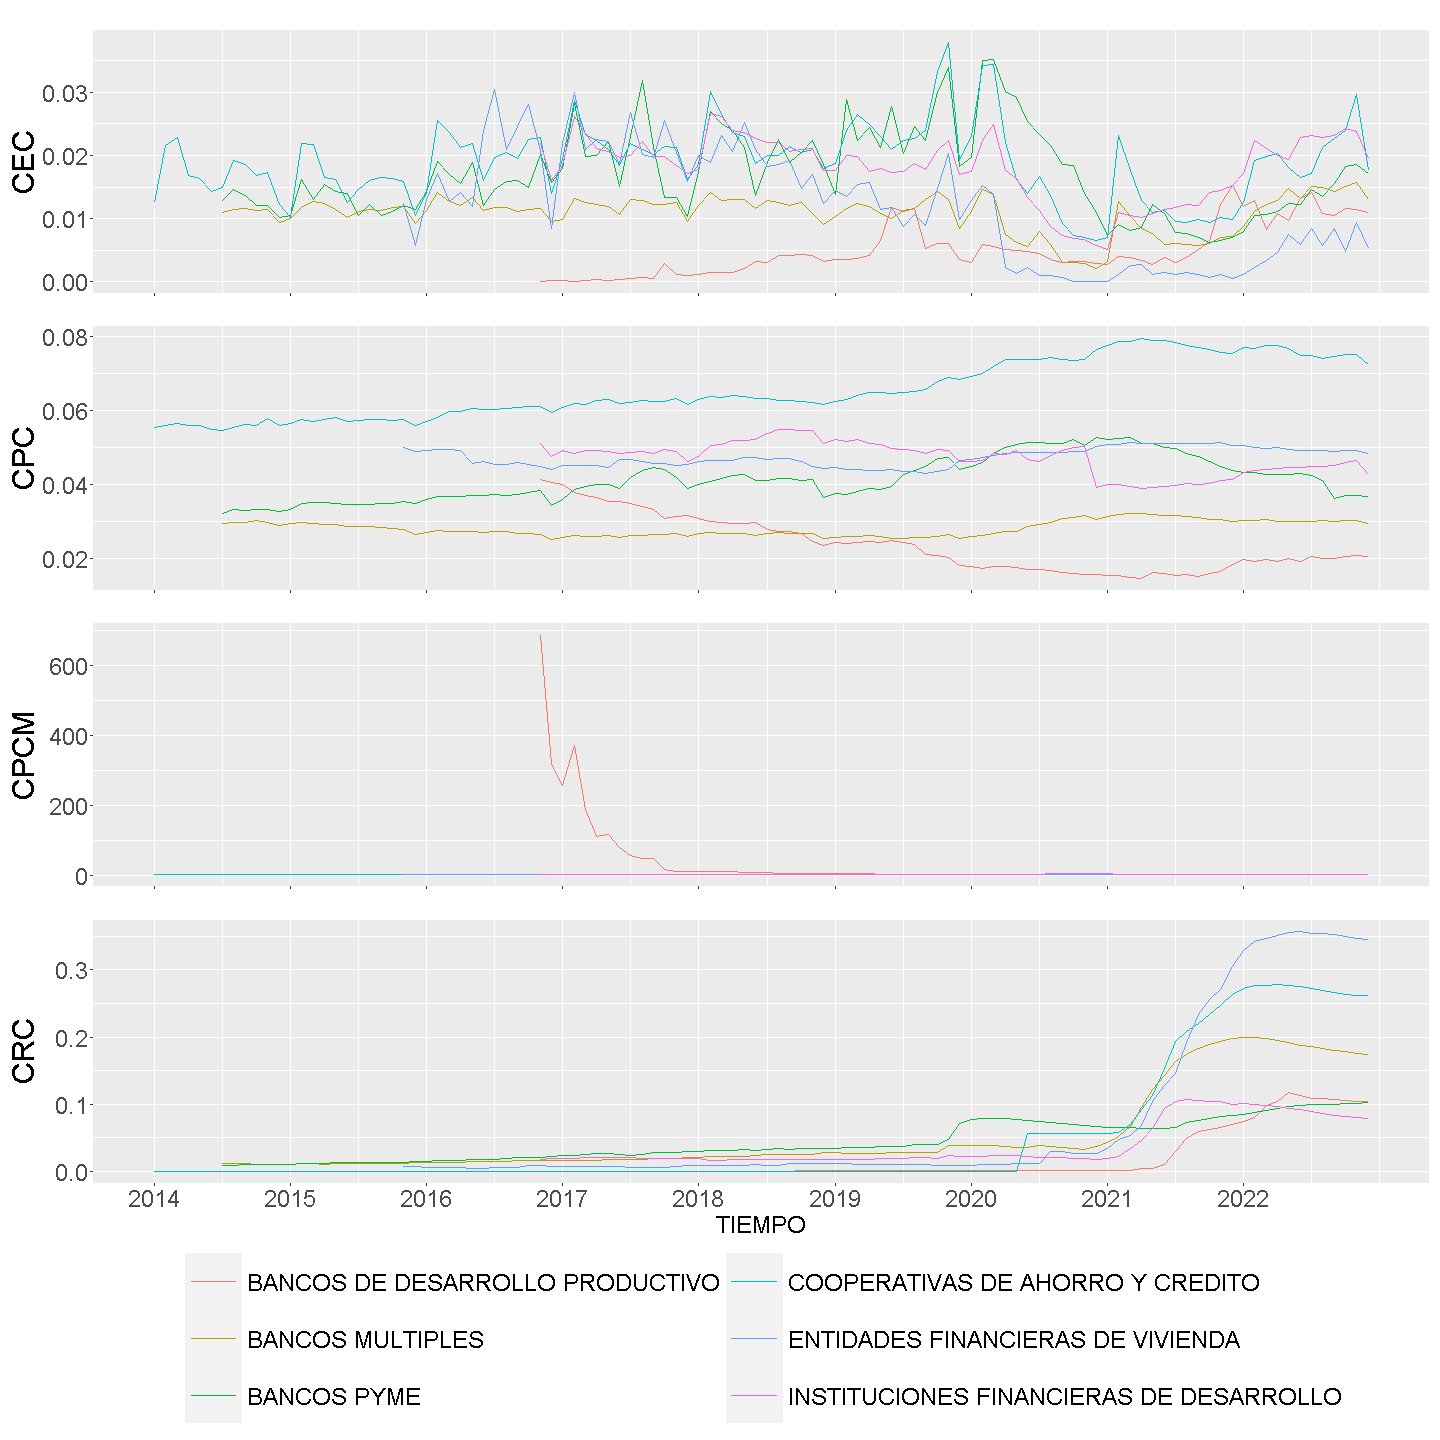 CEC
0.03
0.02
0.01
0.00
CPC
0.08
0.06
0.04
0.02
CPCM
600
400
200
0
CRC
0.3
0.2
0.1
0.0
2014 2015 2016 2017 2018 2019 2020 2021 2022
TIEMPO
BANCOS DE DESARROLLO PRODUCTIVO COOPERATIVAS DE AHORRO Y CREDITO
BANCOS MULTIPLES ENTIDADES FINANCIERAS DE VIVIENDA
BANCOS PYME INSTITUCIONES FINANCIERAS DE DESARROLLO